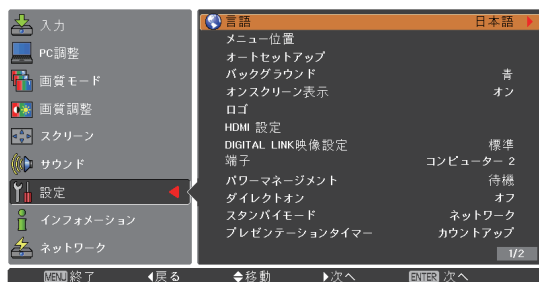 入力
PC調整
画質モード
画質調整
スクリーン
サウンド
設定
インフォメーション
ネットワーク
言語 日本語
メニュー位置
オートセットアップ
バックグラウンド 青
オンスクリーン表示 オン
ロゴ
HDMI 設定
DIGITAL LINK映像設定 標準
端子 コンピューター 2
パワーマネージメント 待機
ダイレクトオン オフ
スタンバイモード ネットワーク
プレゼンテーションタイマー カウントアップ
1/2
MENU 終了 戻る 移動 次へ ENTER 次へ